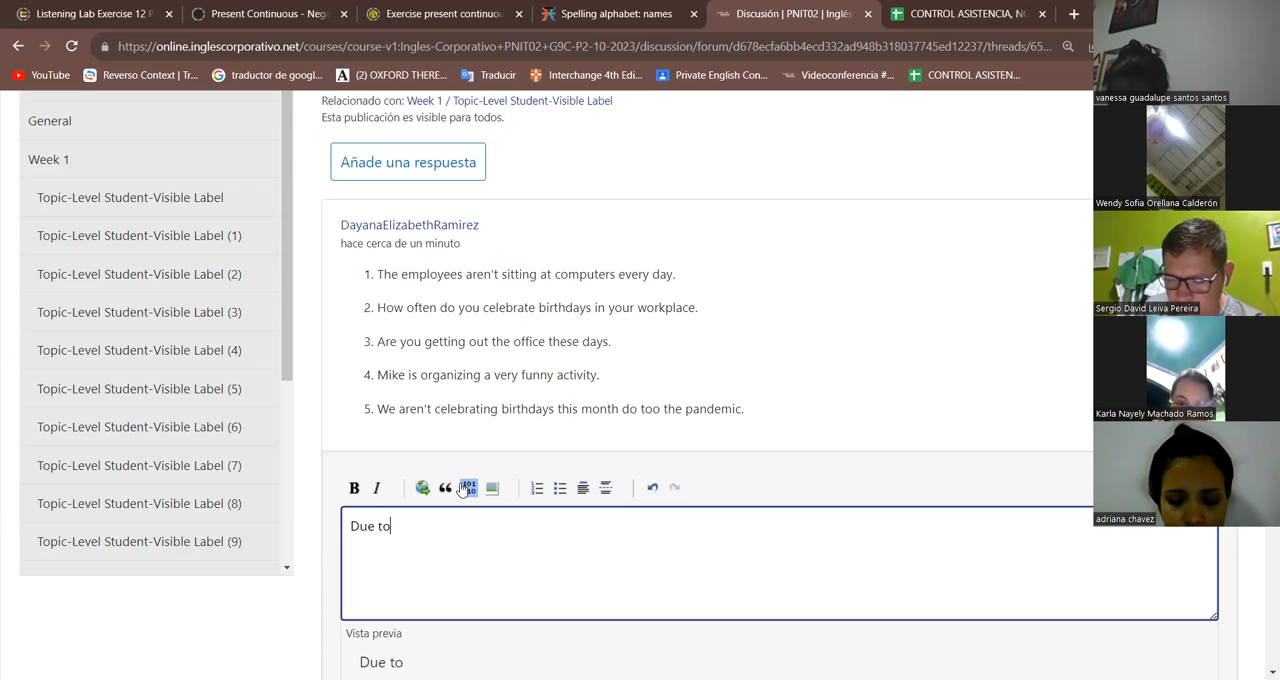 Listening Lab Exercise 12 P
Present Continuous - Neg
Exercise present continuou
Spelling alphabet: names
Discusión | PNIT02 | Inglés
CONTROL ASISTENCIA, NO
https://online.inglescorporativo.net/courses/course-v1:Ingles-Corporativo+PNIT02+G9C-P2-10-2023/discussion/forum/d678ecfa6bb4ecd332ad948b318037745ed12237/threads/65...
YouTube
Reverso Context | Tr...
traductor de googl...
(2) OXFORD THERE...
Traducir
Interchange 4th Edi...
Private English Con...
Videoconferencia #...
CONTROL ASISTEN...
General
Week 1
Topic-Level Student-Visible Label
Topic-Level Student-Visible Label (1)
Topic-Level Student-Visible Label (2)
Topic-Level Student-Visible Label (3)
Topic-Level Student-Visible Label (4)
Topic-Level Student-Visible Label (5)
Topic-Level Student-Visible Label (6)
Topic-Level Student-Visible Label (7)
Topic-Level Student-Visible Label (8)
Topic-Level Student-Visible Label (9)
Relacionado con: Week 1 / Topic-Level Student-Visible Label
Esta publicación es visible para todos.
Añade una respuesta
DayanaElizabethRamirez
hace cerca de un minuto
1. The employees aren't sitting at computers every day.
2. How often do you celebrate birthdays in your workplace.
3. Are you getting out the office these days.
4. Mike is organizing a very funny activity.
5. We aren't celebrating birthdays this month do too the pandemic.
B I
Due to
Vista previa
Due to
vanessa guadalupe santos santos
Wendy Sofia Orellana Calderón
Sergio David Leiva Pereira
Karla Nayely Machado Ramos
adriana chavez